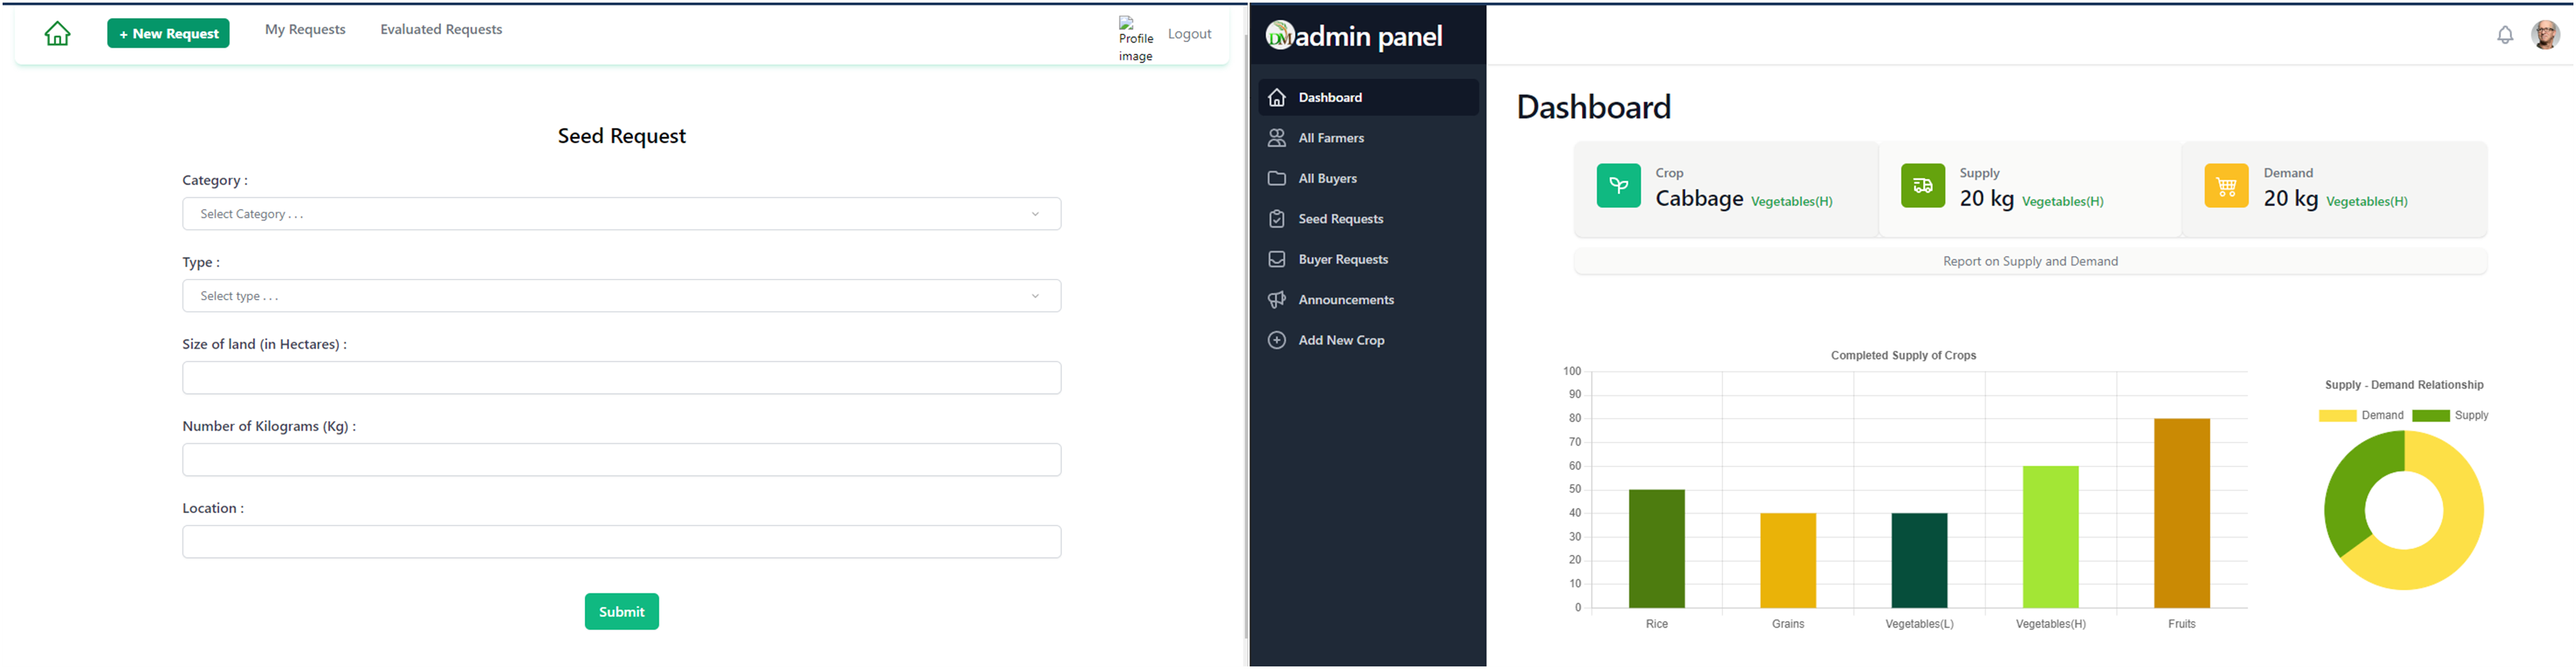 + New Request
My Requests
Evaluated Requests
Profile image
Logout
Seed Request
Category :
Select Category . . .
Type :
Select type . . .
Size of land (in Hectares) :
Number of Kilograms (Kg) :
Location :
Submit
DM admin panel
Dashboard
All Farmers
All Buyers
Seed Requests
Buyer Requests
Announcements
Add New Crop
Dashboard
Crop
Cabbage Vegetables(H)
Supply
20 kg Vegetables(H)
Demand
20 kg Vegetables(H)
Report on Supply and Demand
Completed Supply of Crops
100
90
80
70
60
50
40
30
20
10
0
Rice Grains Vegetables(L) Vegetables(H) Fruits
Supply - Demand Relationship
Demand Supply